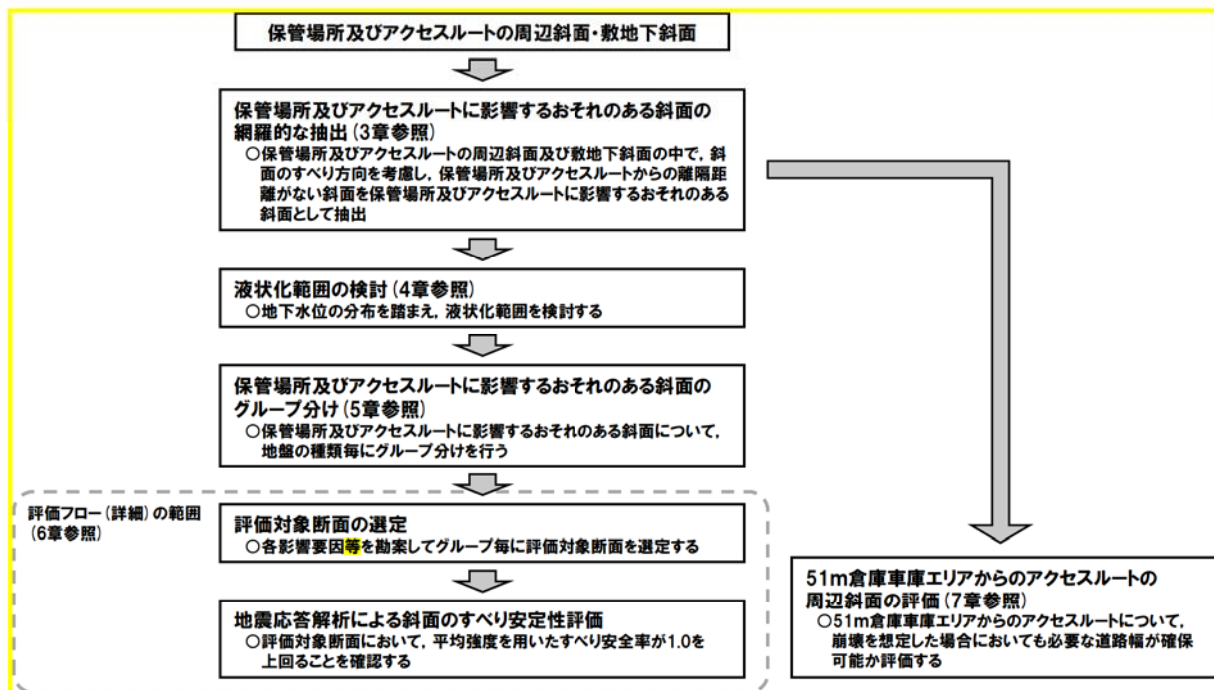 保管場所及びアクセスルートの周辺斜面・敷地下斜面
保管場所及びアクセスルートに影響するおそれのある斜面の
網羅的な抽出(3章参照)
○保管場所及びアクセスルートの周辺斜面及び敷地下斜面の中で，斜
面のすべり方向を考慮し，保管場所及びアクセスルートからの離隔距
離がない斜面を保管場所及びアクセスルートに影響するおそれのある
斜面として抽出
液状化範囲の検討(4章参照)
○地下水位の分布を踏まえ，液状化範囲を検討する
保管場所及びアクセスルートに影響するおそれのある斜面の
グループ分け(5章参照)
○保管場所及びアクセスルートに影響するおそれのある斜面について，
地盤の種類毎にグループ分けを行う
評価フロー(詳細)の範囲
(6章参照)
評価対象断面の選定
○各影響要因等を勘案してグループ毎に評価対象断面を選定する
地震応答解析による斜面のすべり安定性評価
○評価対象断面において，平均強度を用いたすべり安全率が1.0を
上回ることを確認する
51m倉庫車庫エリアからのアクセスルートの
周辺斜面の評価(7章参照)
○51m倉庫車庫エリアからのアクセスルートについて，
崩壊を想定した場合においても必要な道路幅が確保
可能か評価する